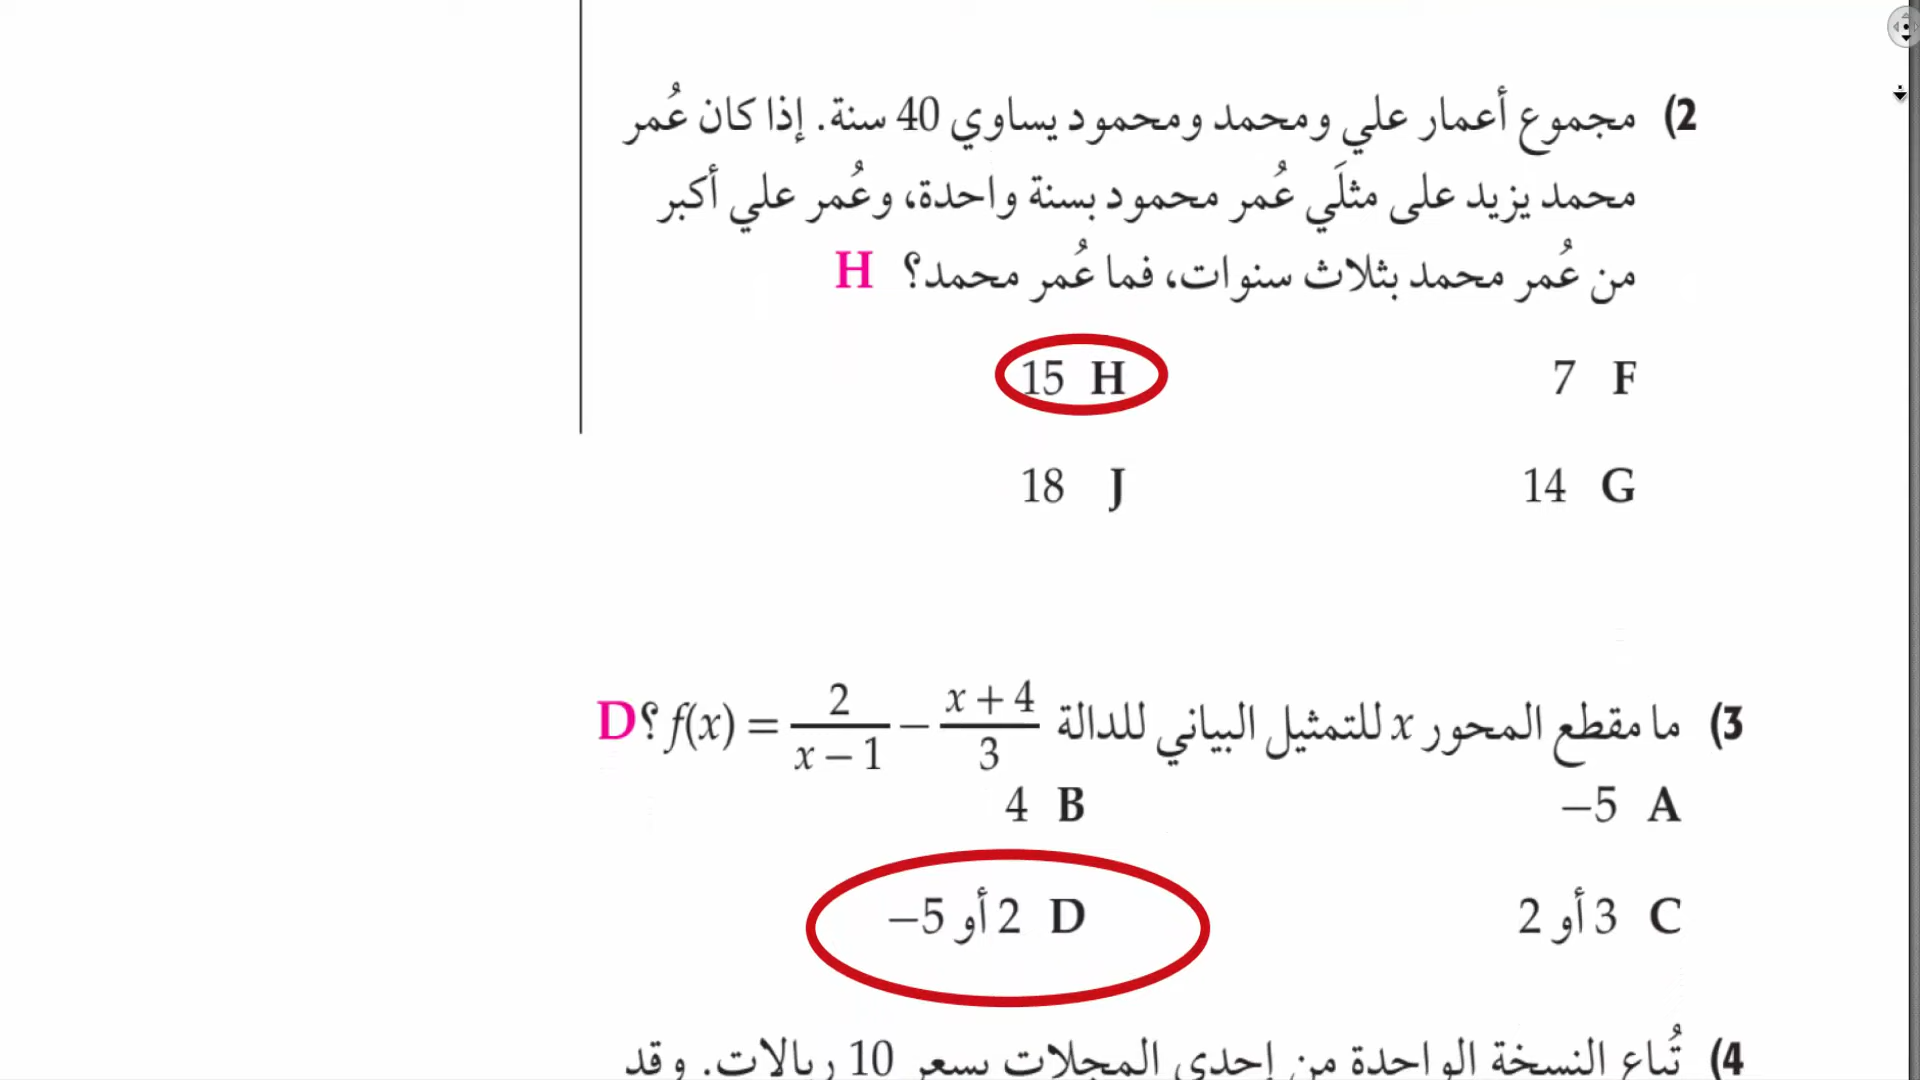 (2 مجموع أعمار علي ومحمد ومحمود يساوي 40 سنة. إذا كان عُمر
محمد يزيد على مثلَي عُمر محمود بسنة واحدة، وعُمر علي أكبر
من عُمر محمد بثلاث سنوات، فما عُمر محمد؟ H
F 7 H 15
G 14 J 18
(3 ما مقطع المحور x للتمثيل البياني للدالة f(x) = \frac{2}{x-1} - \frac{x+4}{3} ؟ D
A −5 B 4
C 3 أو 2 D 2 أو −5
(4 تُباع النسخة الواحدة من إحدى المجلات بسعر 10 ريالات. وقد